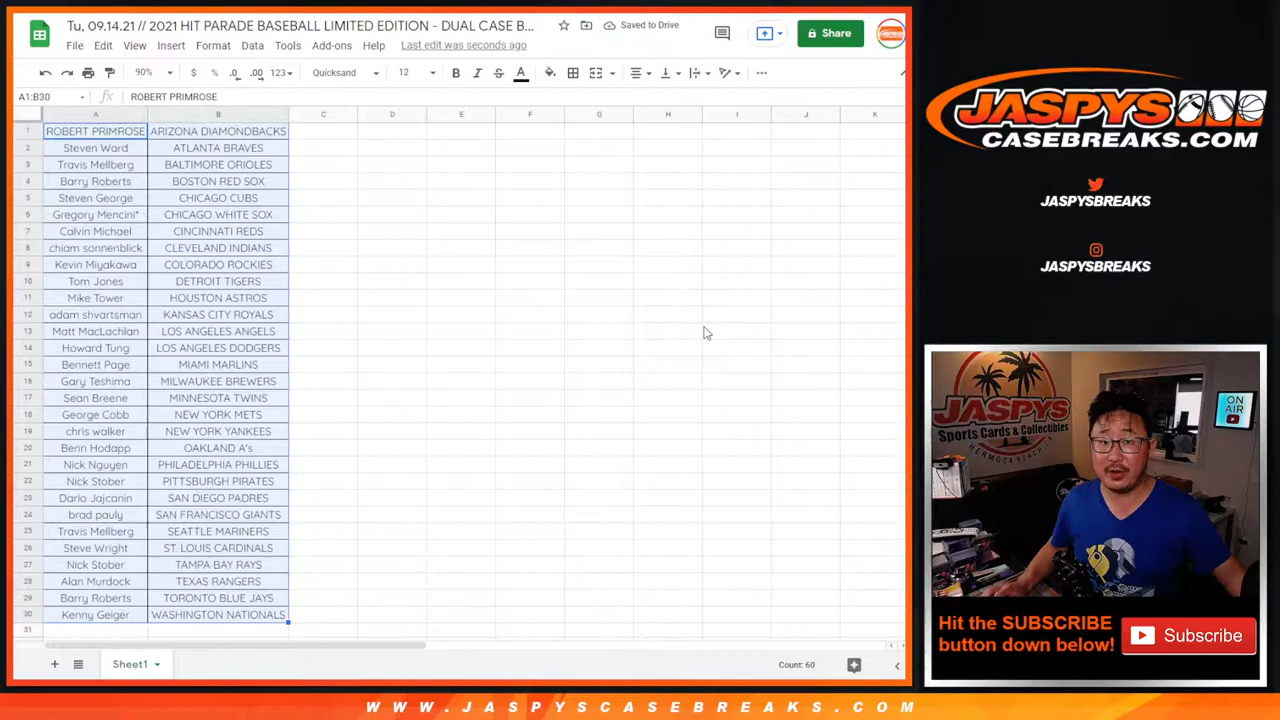 Tu, 09.14.21 // 2021 HIT PARADE BASEBALL LIMITED EDITION - DUAL CASE B...
Saved to Drive
Share
File Edit View Insert Format Data Tools Add-ons Help Last edit was seconds ago
90% $ % .0 .00 123 Quicksand 12 B I S A
A1:B30 fx ROBERT PRIMROSE
A B C D E F G H I J K
1 ROBERT PRIMROSE ARIZONA DIAMONDBACKS
2 Steven Ward ATLANTA BRAVES
3 Travis Mellberg BALTIMORE ORIOLES
4 Barry Roberts BOSTON RED SOX
5 Steven George CHICAGO CUBS
6 Gregory Mencini* CHICAGO WHITE SOX
7 Calvin Michael CINCINNATI REDS
8 chiam sonnenblick CLEVELAND INDIANS
9 Kevin Miyakawa COLORADO ROCKIES
10 Tom Jones DETROIT TIGERS
11 Mike Tower HOUSTON ASTROS
12 adam shvartsman KANSAS CITY ROYALS
13 Matt MacLachlan LOS ANGELES ANGELS
14 Howard Tung LOS ANGELES DODGERS
15 Bennett Page MIAMI MARLINS
16 Gary Teshima MILWAUKEE BREWERS
17 Sean Breene MINNESOTA TWINS
18 George Cobb NEW YORK METS
19 chris walker NEW YORK YANKEES
20 Benn Hodapp OAKLAND A's
21 Nick Nguyen PHILADELPHIA PHILLIES
22 Nick Stober PITTSBURGH PIRATES
23 Dario Jajcanin SAN DIEGO PADRES
24 brad pauly SAN FRANCISCO GIANTS
25 Travis Mellberg SEATTLE MARINERS
26 Steve Wright ST. LOUIS CARDINALS
27 Nick Stober TAMPA BAY RAYS
28 Alan Murdock TEXAS RANGERS
29 Barry Roberts TORONTO BLUE JAYS
30 Kenny Geiger WASHINGTON NATIONALS
31
Sheet1
Count: 60
JASPYS
CASEBREAKS.COM
JASPYSBREAKS
JASPYSBREAKS
JASPYS
Sports Cards & Collectibles
HERMOSA BEACH, CA
ON AIR
Hit the SUBSCRIBE
button down below!
Subscribe
WWW.JASPYSCASEBREAKS.COM